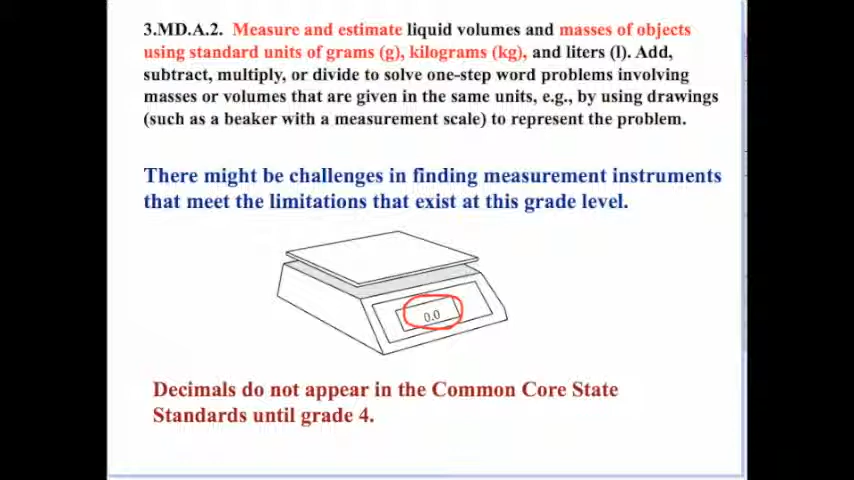 3.MD.A.2. Measure and estimate liquid volumes and masses of objects
using standard units of grams (g), kilograms (kg), and liters (l). Add,
subtract, multiply, or divide to solve one-step word problems involving
masses or volumes that are given in the same units, e.g., by using drawings
(such as a beaker with a measurement scale) to represent the problem.
There might be challenges in finding measurement instruments
that meet the limitations that exist at this grade level.
0.0
Decimals do not appear in the Common Core State
Standards until grade 4.